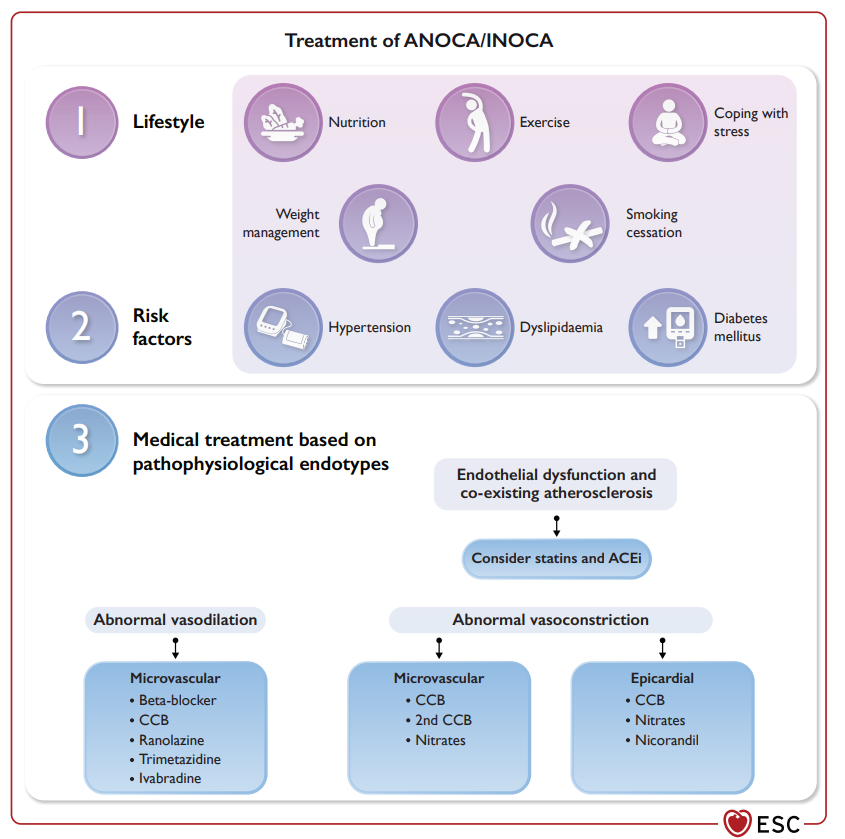 Treatment of ANOCA/INOCA
1
Lifestyle
Nutrition
Exercise
Coping with
stress
Weight
management
Smoking
cessation
2
Risk
factors
Hypertension
Dyslipidaemia
Diabetes
mellitus
3
Medical treatment based on
pathophysiological endotypes
Endothelial dysfunction and
co-existing atherosclerosis
Consider statins and ACEi
Abnormal vasodilation
Abnormal vasoconstriction
Microvascular
• Beta-blocker
• CCB
• Ranolazine
• Trimetazidine
• Ivabradine
Microvascular
• CCB
• 2nd CCB
• Nitrates
Epicardial
• CCB
• Nitrates
• Nicorandil
ESC